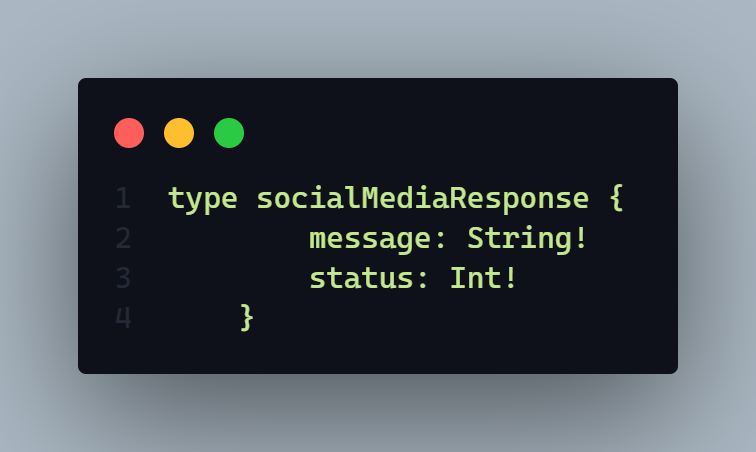 1 type socialMediaResponse {
2 message: String!
3 status: Int!
4 }